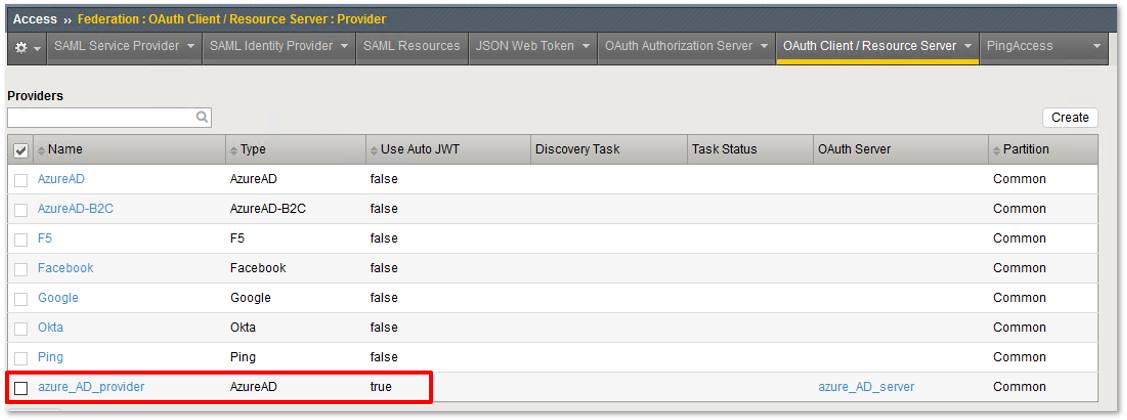 Access ›› Federation : OAuth Client / Resource Server : Provider
SAML Service Provider SAML Identity Provider SAML Resources JSON Web Token OAuth Authorization Server OAuth Client / Resource Server PingAccess
Providers
Create
Name Type Use Auto JWT Discovery Task Task Status OAuth Server Partition
AzureAD AzureAD false Common
AzureAD-B2C AzureAD-B2C false Common
F5 F5 false Common
Facebook Facebook false Common
Google Google false Common
Okta Okta false Common
Ping Ping false Common
azure_AD_provider AzureAD true azure_AD_server Common